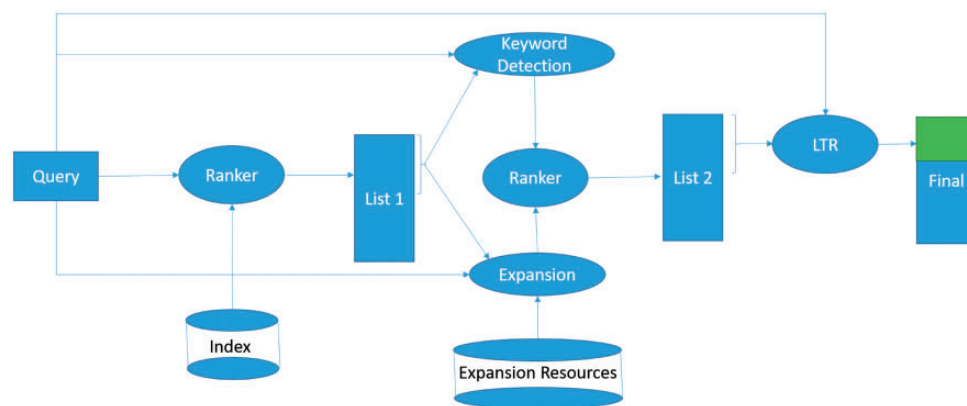 Keyword
Detection
Query
Ranker
List 1
Ranker
List 2
LTR
Final
Expansion
Index
Expansion Resources